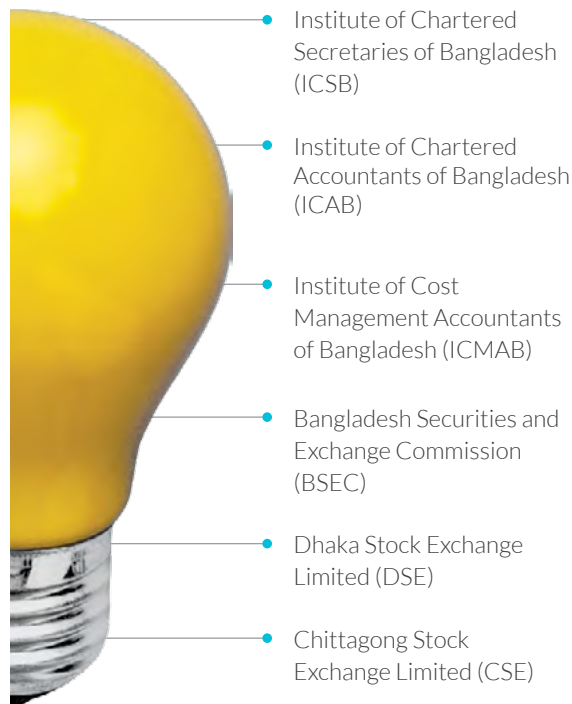 Institute of Chartered
Secretaries of Bangladesh
(ICSB)
Institute of Chartered
Accountants of Bangladesh
(ICAB)
Institute of Cost
Management Accountants
of Bangladesh (ICMAB)
Bangladesh Securities and
Exchange Commission
(BSEC)
Dhaka Stock Exchange
Limited (DSE)
Chittagong Stock
Exchange Limited (CSE)